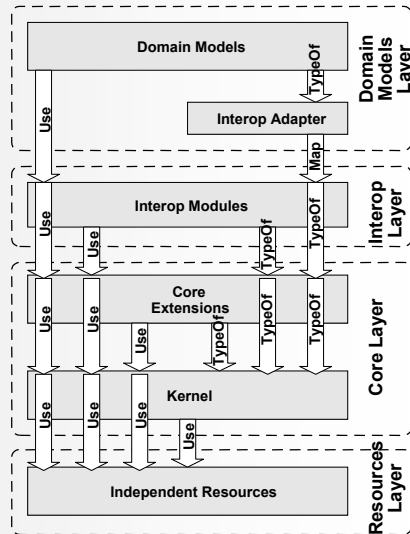 Domain Models
TypeOf
Domain
Models
Layer
Use
Interop Adapter
Map
Interop Modules
Use
TypeOf
Interop
Layer
Use
TypeOf
Core
Extensions
Use
Use
TypeOf
TypeOf
Core Layer
Use
TypeOf
Kernel
Use
Use
Use
Use
Independent Resources
Resources
Layer